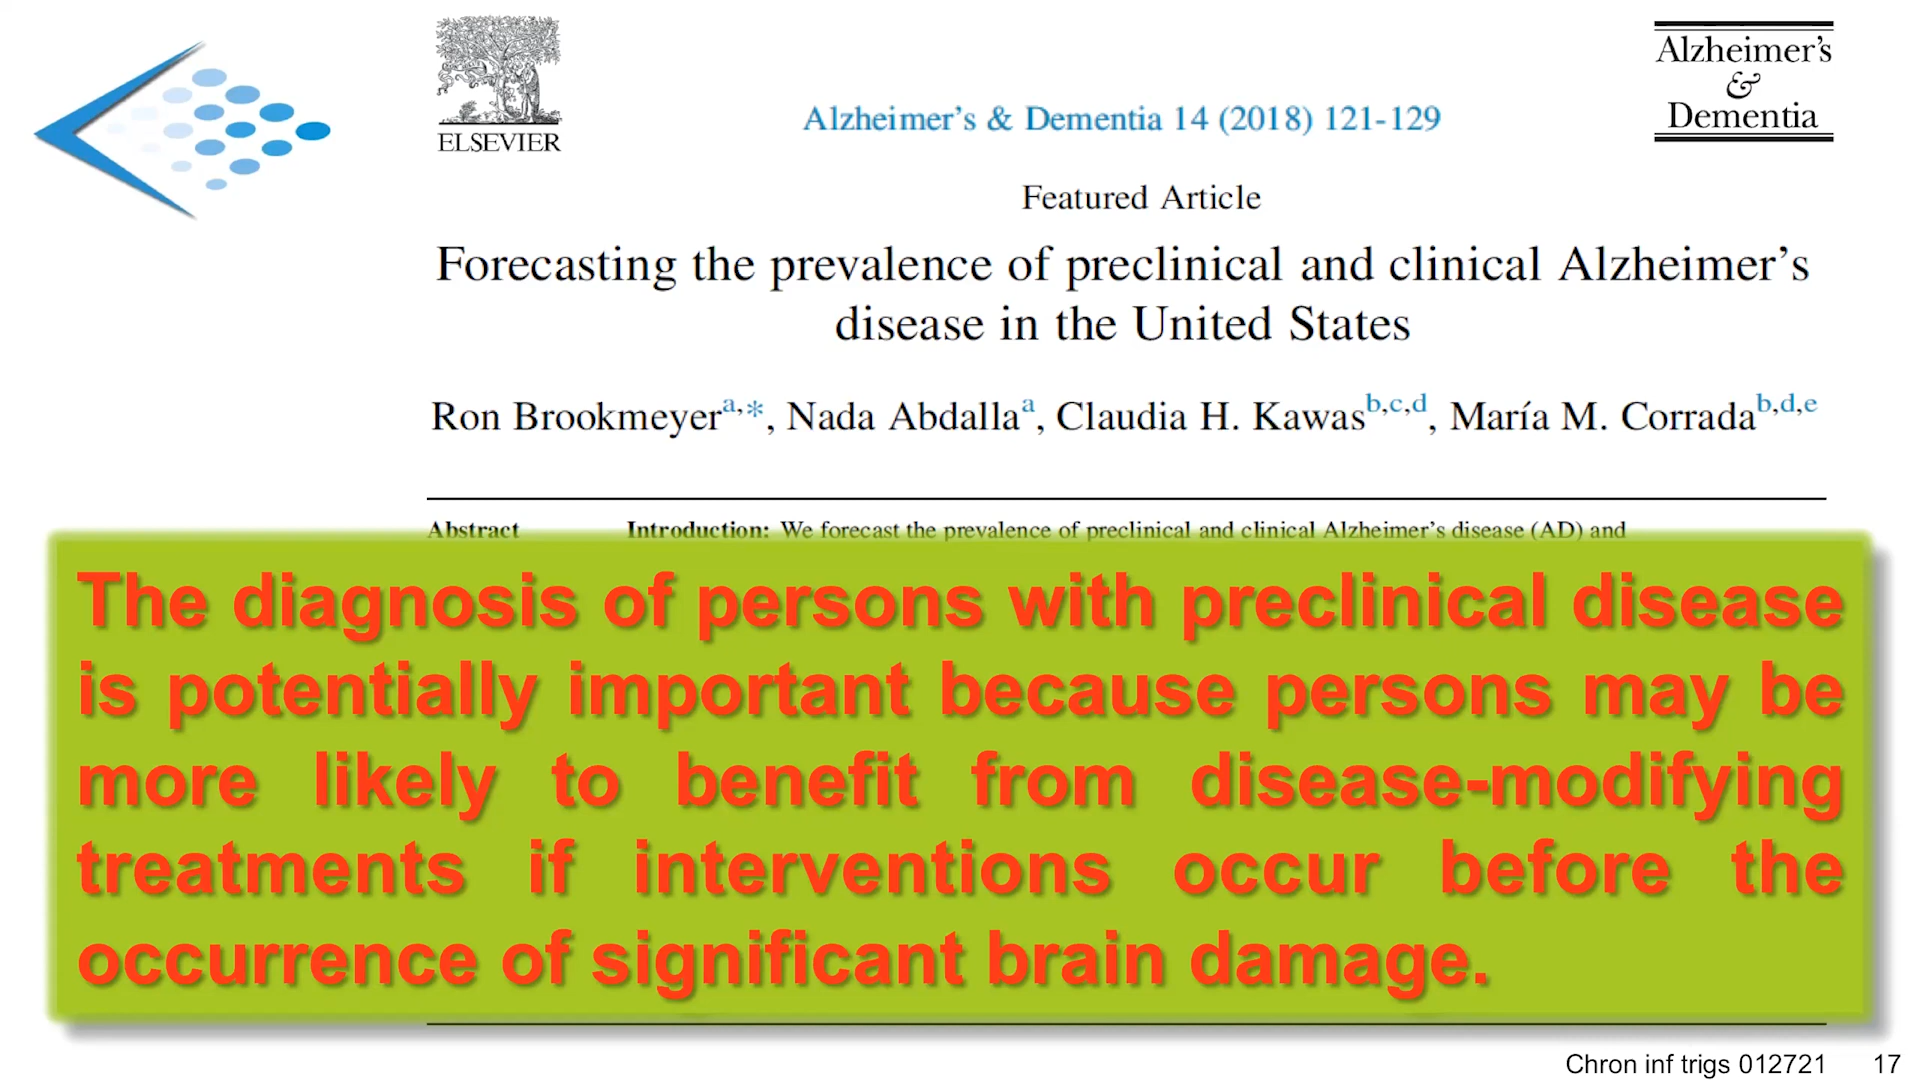 ELSEVIER
Alzheimer's & Dementia 14 (2018) 121-129
Alzheimer's
&
Dementia
Featured Article
Forecasting the prevalence of preclinical and clinical Alzheimer's
disease in the United States
Ron Brookmeyera,*, Nada Abdallaa, Claudia H. Kawasb,c,d, María M. Corradab,d,e
Abstract Introduction: We forecast the prevalence of preclinical and clinical Alzheimer's disease (AD) and
The diagnosis of persons with preclinical disease
is potentially important because persons may be
more likely to benefit from disease-modifying
treatments if interventions occur before the
occurrence of significant brain damage.
Chron inf trigs 012721 17